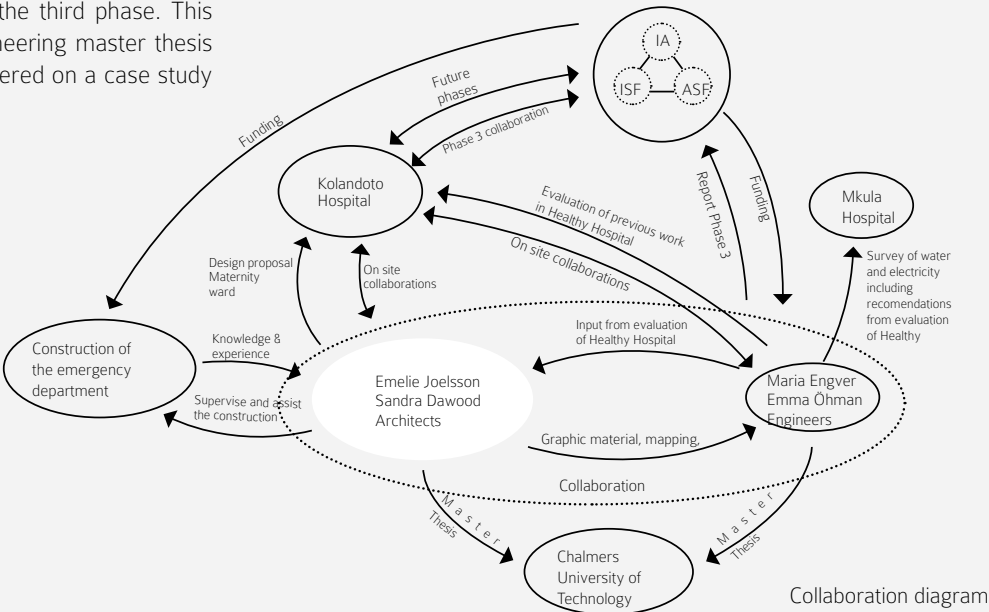 the third phase. This
neering master thesis
ered on a case study
IA
ISF
ASF
Funding
Future
phases
Phase 3 collaboration
Kolandoto
Hospital
Evaluation of previous work
in Healthy Hospital
On site collaborations
Report Phase 3
Funding
Mkula
Hospital
Design proposal
Maternity
ward
On site
collaborations
Survey of water
and electricity
including
recomendations
from evaluation
of Healthy
Construction of
the emergency
department
Knowledge &
experience
Supervise and assist
the construction
Input from evaluation
of Healthy Hospital
Emelie Joelsson
Sandra Dawood
Architects
Maria Engver
Emma Öhman
Engineers
Graphic material, mapping,
Collaboration
Master
Thesis
Master
Thesis
Chalmers
University of
Technology
Collaboration diagram